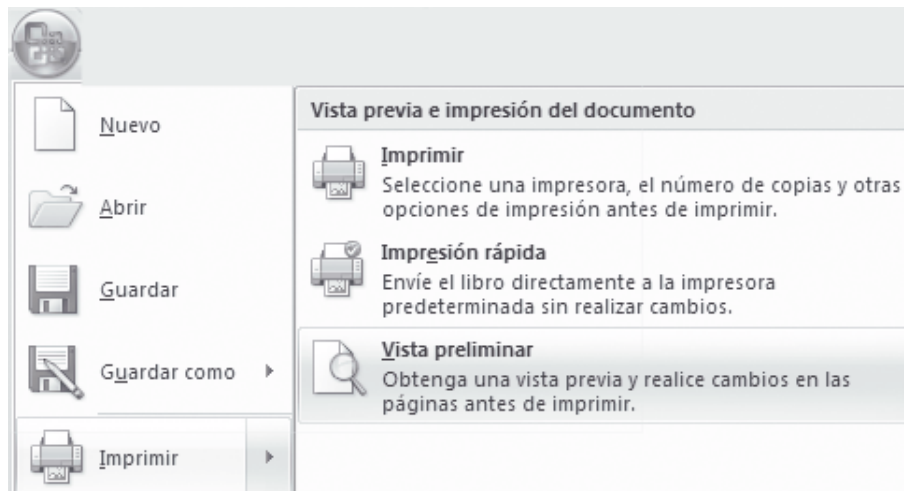 Nuevo
Abrir
Guardar
Guardar como
Imprimir
Vista previa e impresión del documento
Imprimir
Seleccione una impresora, el número de copias y otras
opciones de impresión antes de imprimir.
Impresión rápida
Envíe el libro directamente a la impresora
predeterminada sin realizar cambios.
Vista preliminar
Obtenga una vista previa y realice cambios en las
páginas antes de imprimir.